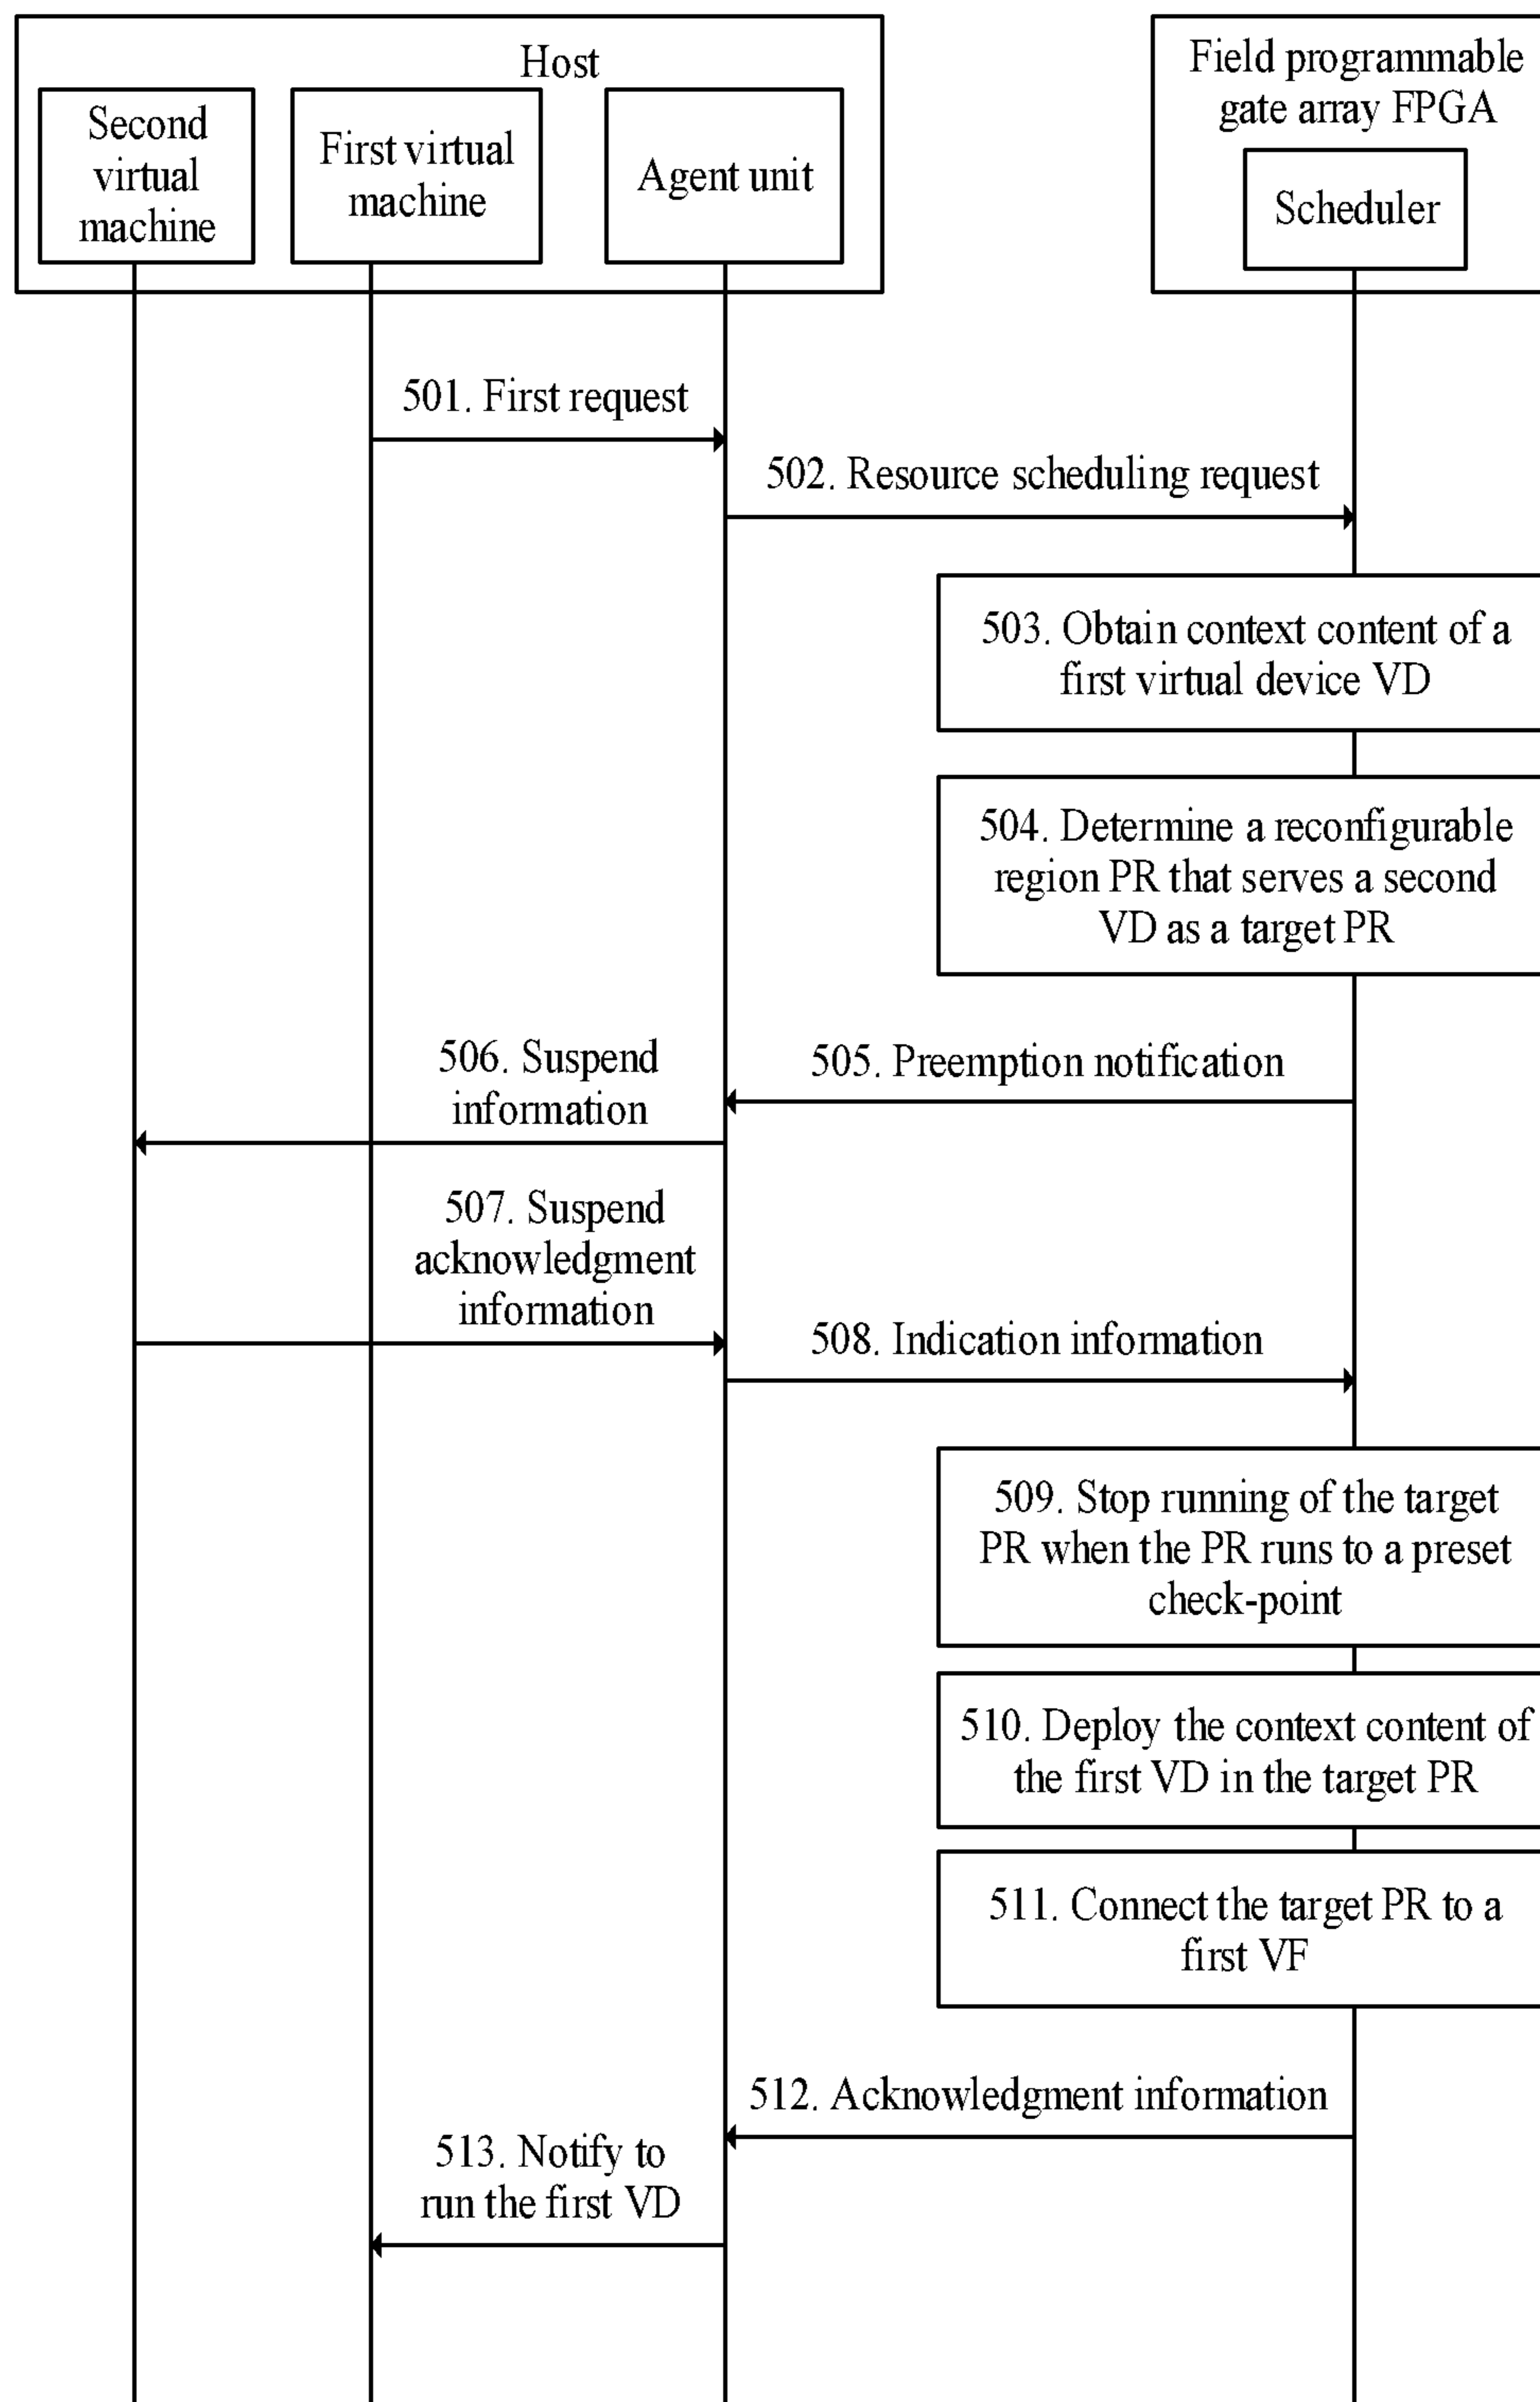 Host
Second
virtual
machine
First virtual
machine
Agent unit
Field programmable
gate array FPGA
Scheduler
501. First request
502. Resource scheduling request
503. Obtain context content of a
first virtual device VD
504. Determine a reconfigurable
region PR that serves a second
VD as a target PR
505. Preemption notification
506. Suspend
information
507. Suspend
acknowledgment
information
508. Indication information
509. Stop running of the target
PR when the PR runs to a preset
check-point
510. Deploy the context content of
the first VD in the target PR
511. Connect the target PR to a
first VF
512. Acknowledgment information
513. Notify to
run the first VD